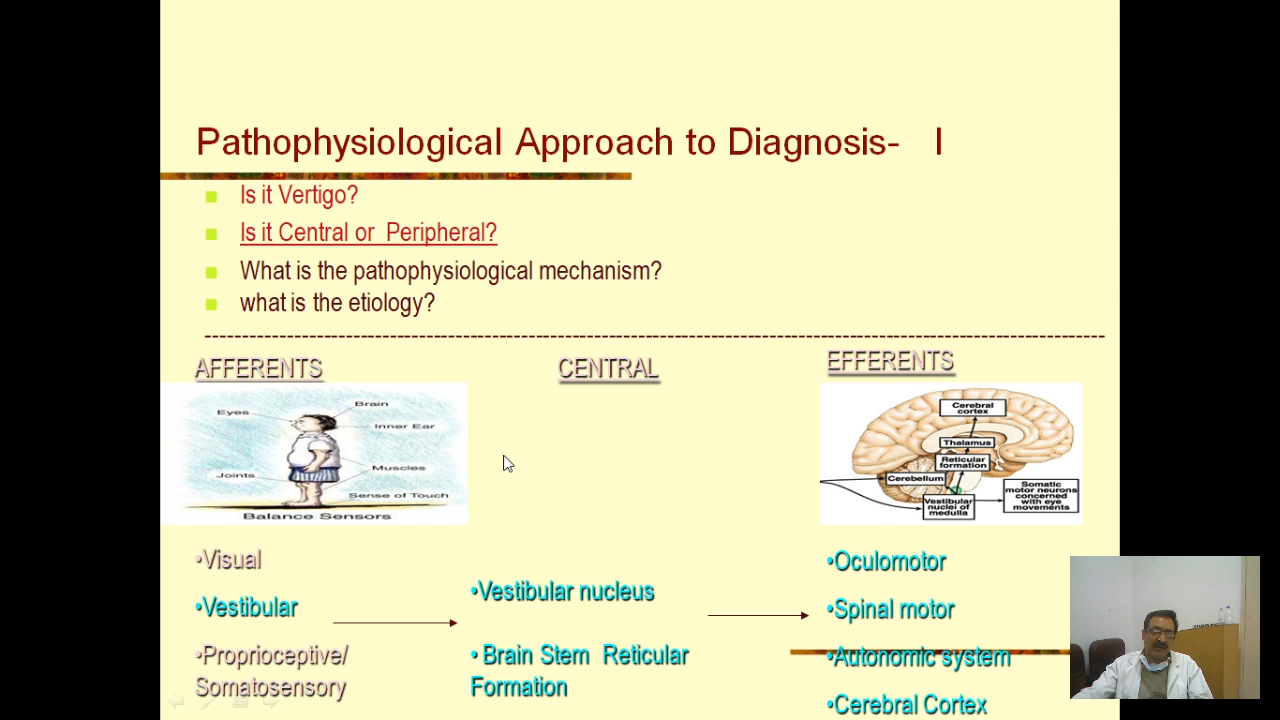 Pathophysiological Approach to Diagnosis- I
Is it Vertigo?
Is it Central or Peripheral?
What is the pathophysiological mechanism?
what is the etiology?
AFFERENTS
CENTRAL
EFFERENTS
Brain
Eyes
Inner Ear
Muscles
Joints
Sense of Touch
Balance Sensors
Cerebral
cortex
Thalamus
Reticular
formation
Cerebellum
Vestibular
nuclei of
medulla
Somatic
motor neurons
concerned
with eye
movements
•Visual
•Vestibular
•Proprioceptive/
Somatosensory
•Vestibular nucleus
• Brain Stem Reticular
Formation
•Oculomotor
•Spinal motor
•Autonomic system
•Cerebral Cortex